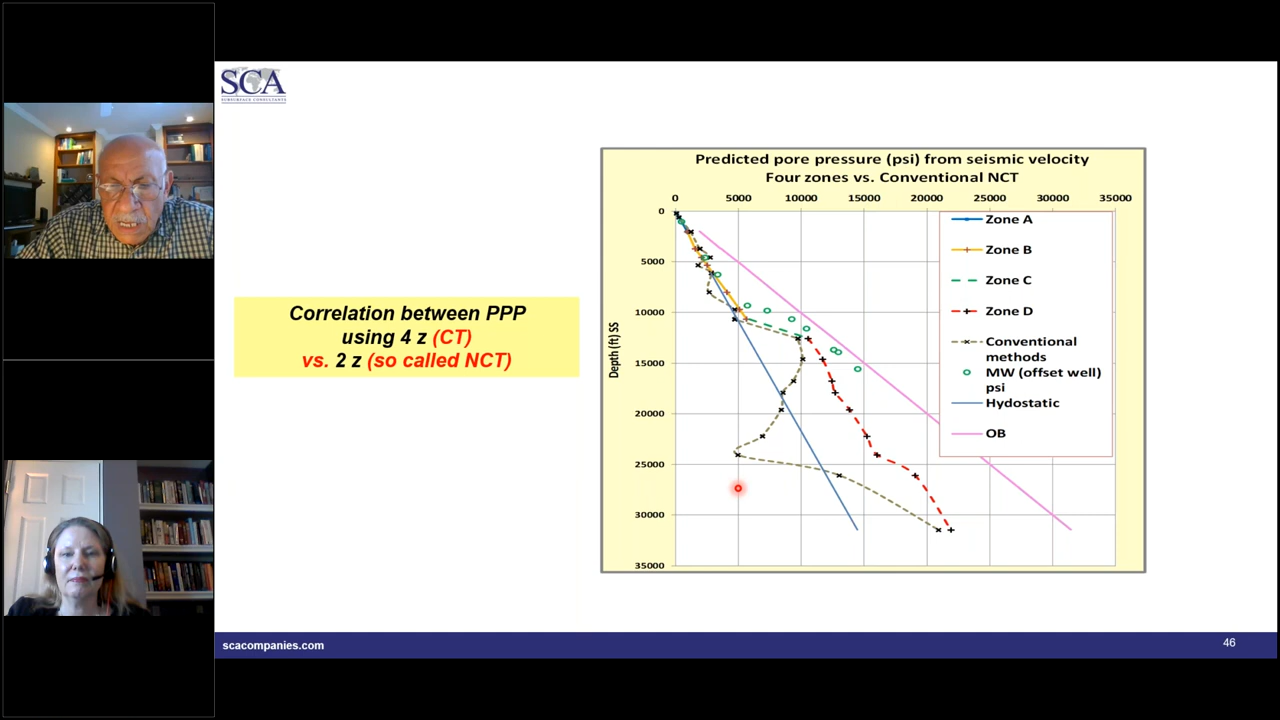 SCA
SUBSURFACE CONSULTANTS
Correlation between PPP
using 4 z (CT)
vs. 2 z (so called NCT)
Predicted pore pressure (psi) from seismic velocity
Four zones vs. Conventional NCT
0 5000 10000 15000 20000 25000 30000 35000
0
5000
10000
15000
20000
25000
30000
35000
Depth (ft) SS
Zone A
Zone B
Zone C
Zone D
Conventional
methods
MW (offset well)
psi
Hydostatic
OB
scacompanies.com
46